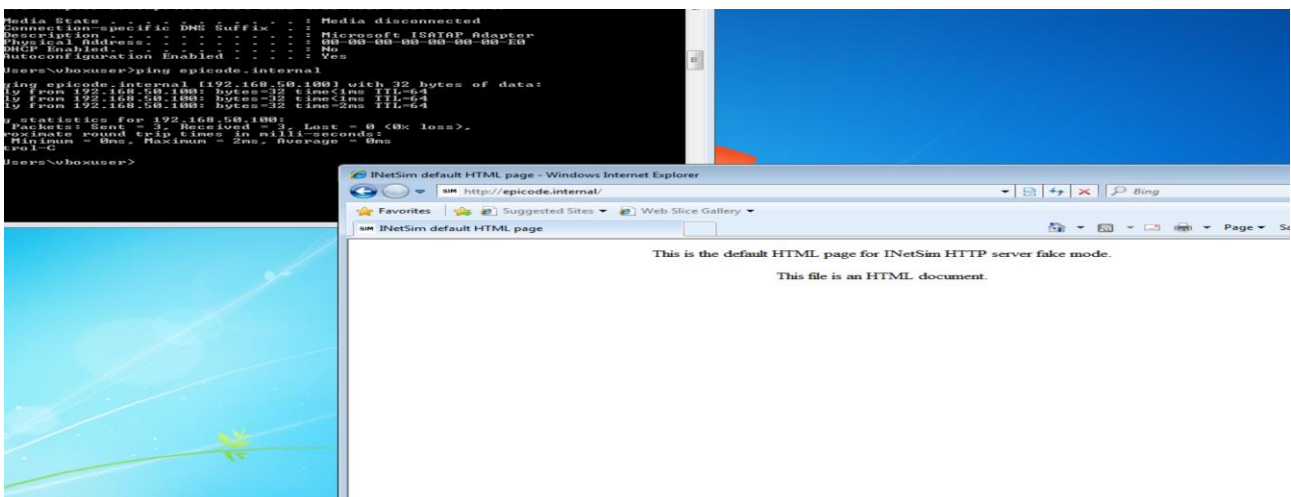 Media State . . . . . . . . . . . : Media disconnected
Connection-specific DNS Suffix  . :
Description . . . . . . . . . . . : Microsoft ISATAP Adapter
Physical Address. . . . . . . . . : 00-00-00-00-00-00-00-E0
DHCP Enabled. . . . . . . . . . . : No
Autoconfiguration Enabled . . . . : Yes
Users\vboxuser>ping epicode.internal
ging epicode.internal [192.168.50.100] with 32 bytes of data:
ly from 192.168.50.100: bytes=32 time<1ms TTL=64
ly from 192.168.50.100: bytes=32 time<1ms TTL=64
ly from 192.168.50.100: bytes=32 time=2ms TTL=64
g statistics for 192.168.50.100:
Packets: Sent = 3, Received = 3, Lost = 0 (0% loss),
roximate round trip times in milli-seconds:
Minimum = 0ms, Maximum = 2ms, Average = 0ms
trol-C
Users\vboxuser>
INetSim default HTML page - Windows Internet Explorer
SIM http://epicode.internal/
Bing
Favorites Suggested Sites Web Slice Gallery
SIM INetSim default HTML page
Page Sa
This is the default HTML page for INetSim HTTP server fake mode.
This file is an HTML document.